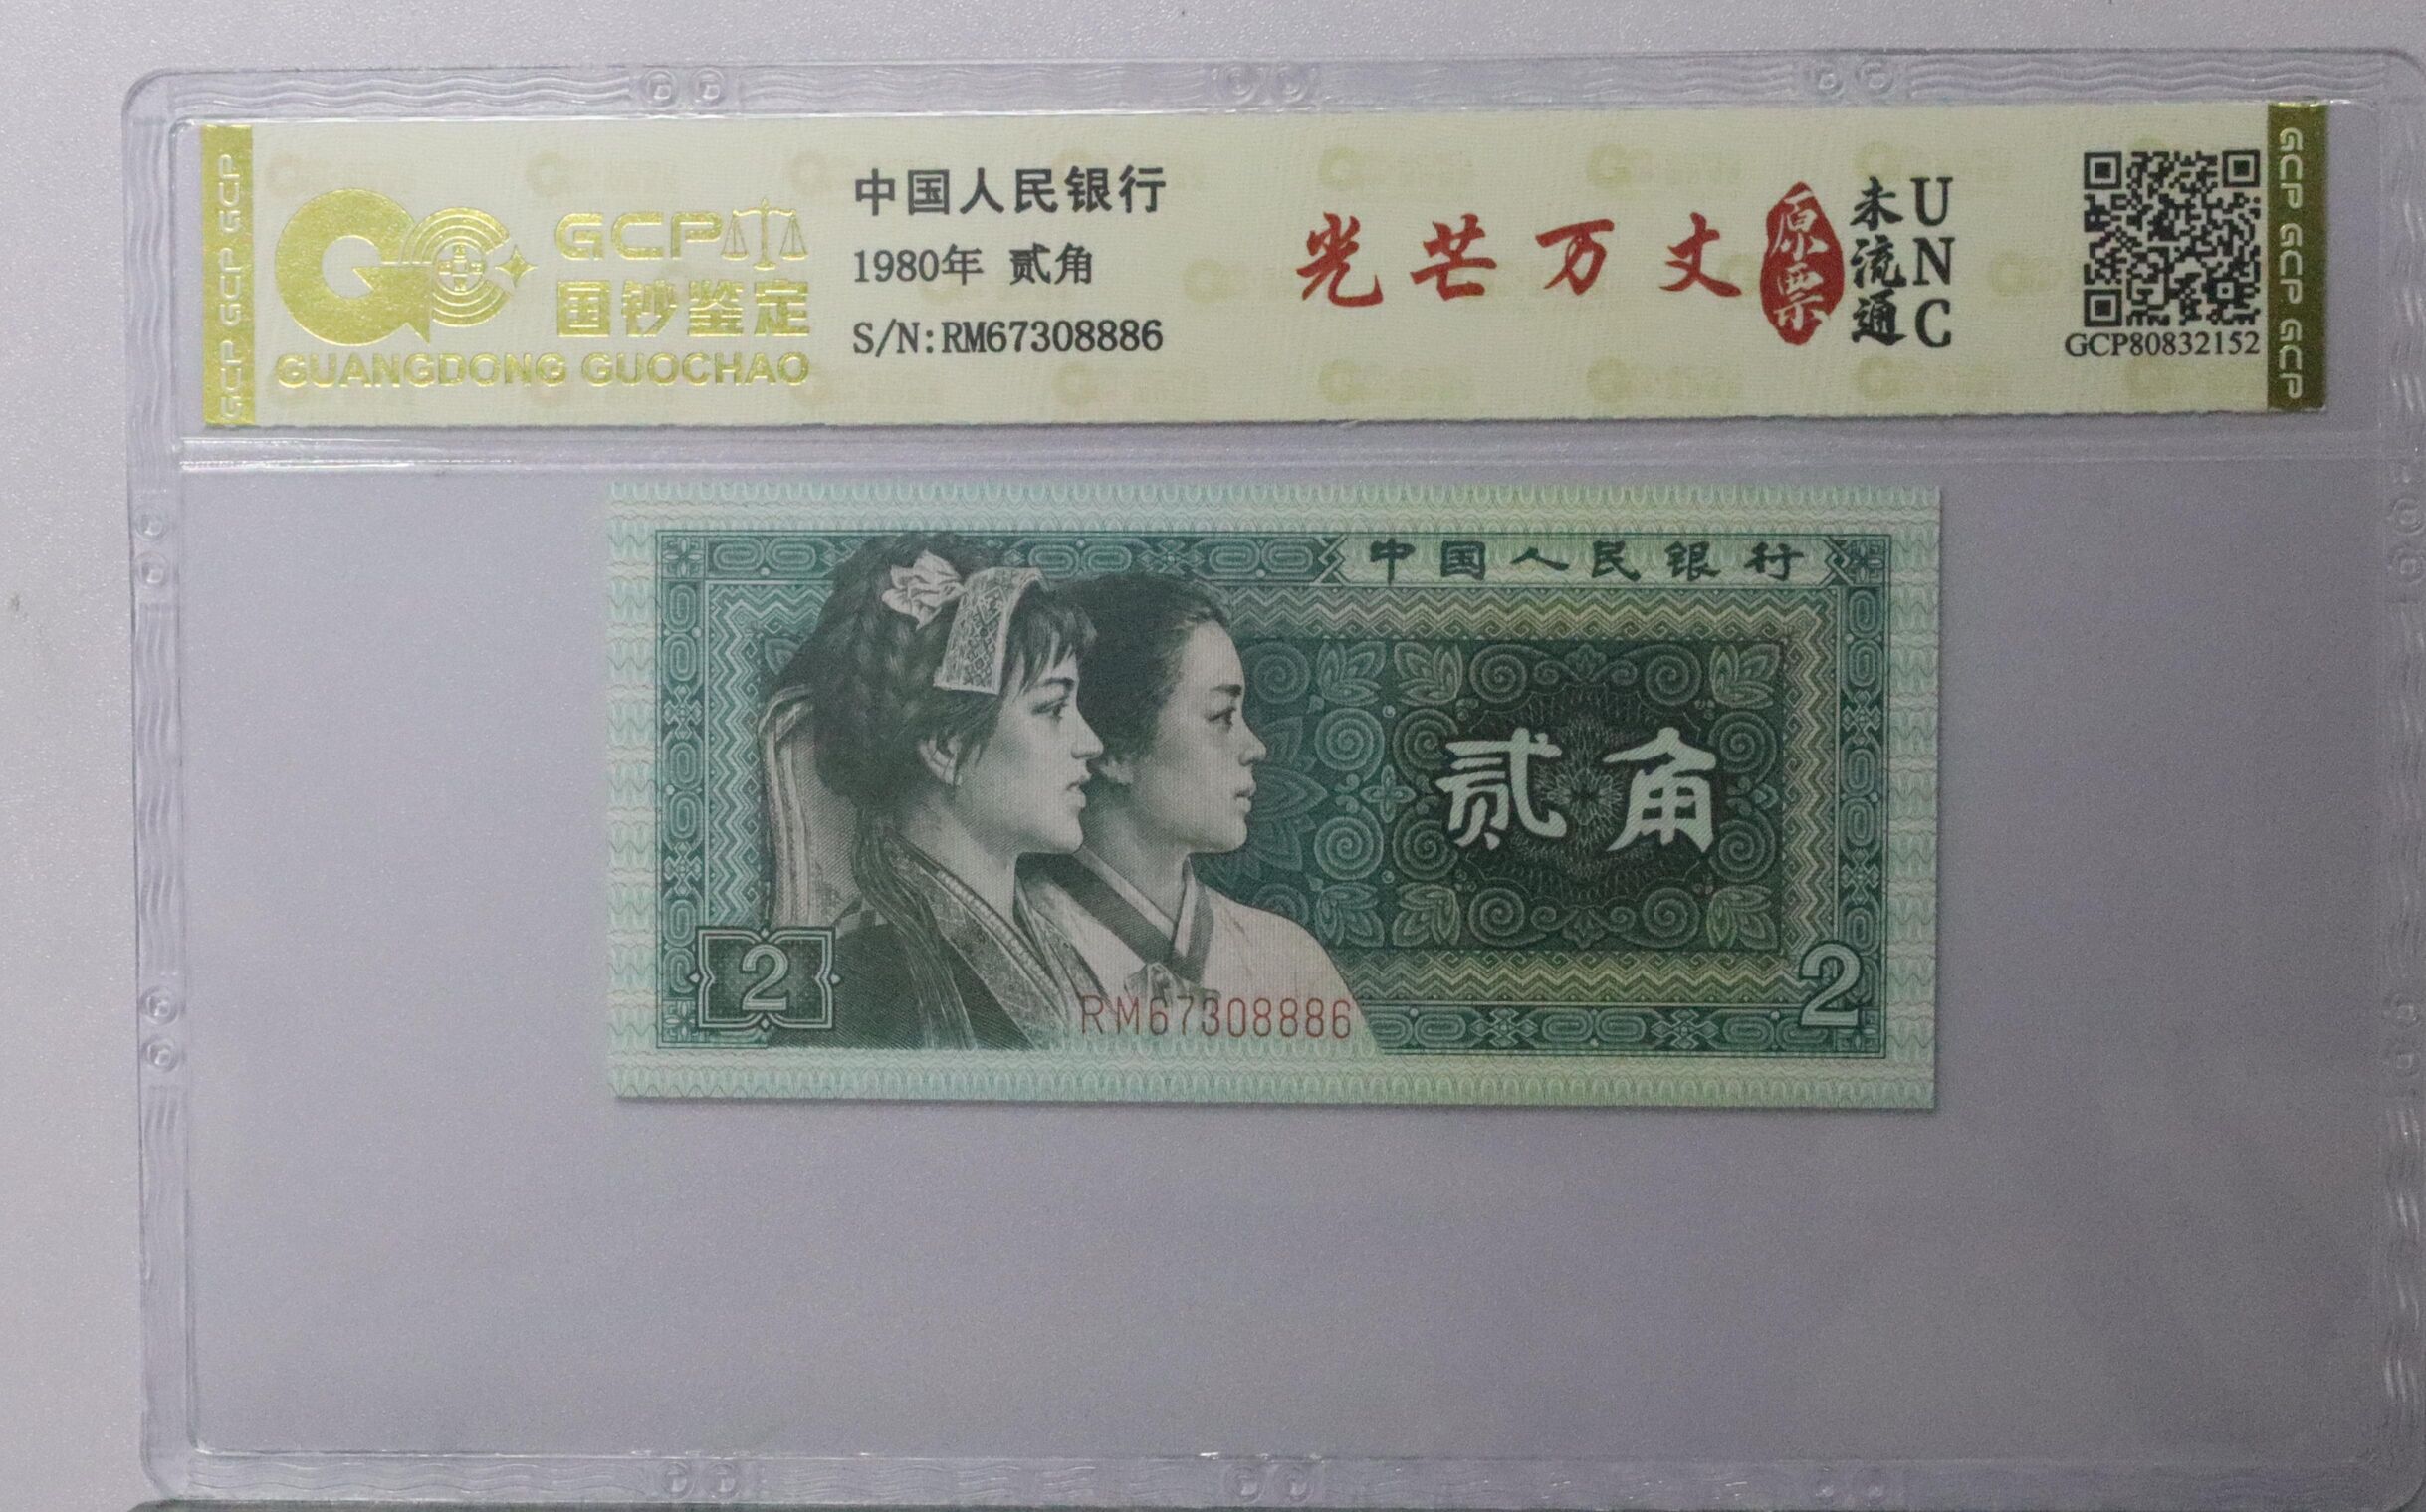 GCP GCP GCP
GCP
国钞鉴定
GUANGDONG GUOCHAO
中国人民银行
1980年 贰角
S/N:RM67308886
光芒万丈
原票
未流通
UNC
GCP80832152
GCP GCP GCP
中国人民银行
贰角
2
RM67308886
2